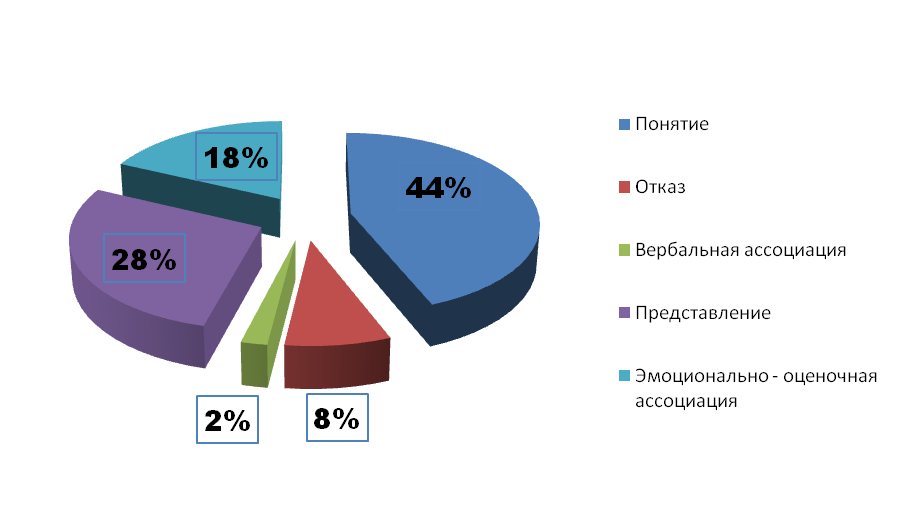 18%
44%
28%
2%
8%
Понятие
Отказ
Вербальная ассоциация
Представление
Эмоционально - оценочная
ассоциация